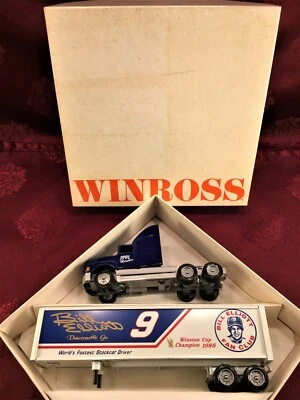 WINROSS
Bill
Elliott
Dawsonville Ga.
9
Winston Cup
Champion 1988
World's Fastest Stockcar Driver
BILL ELLIOTT
FAN CLUB